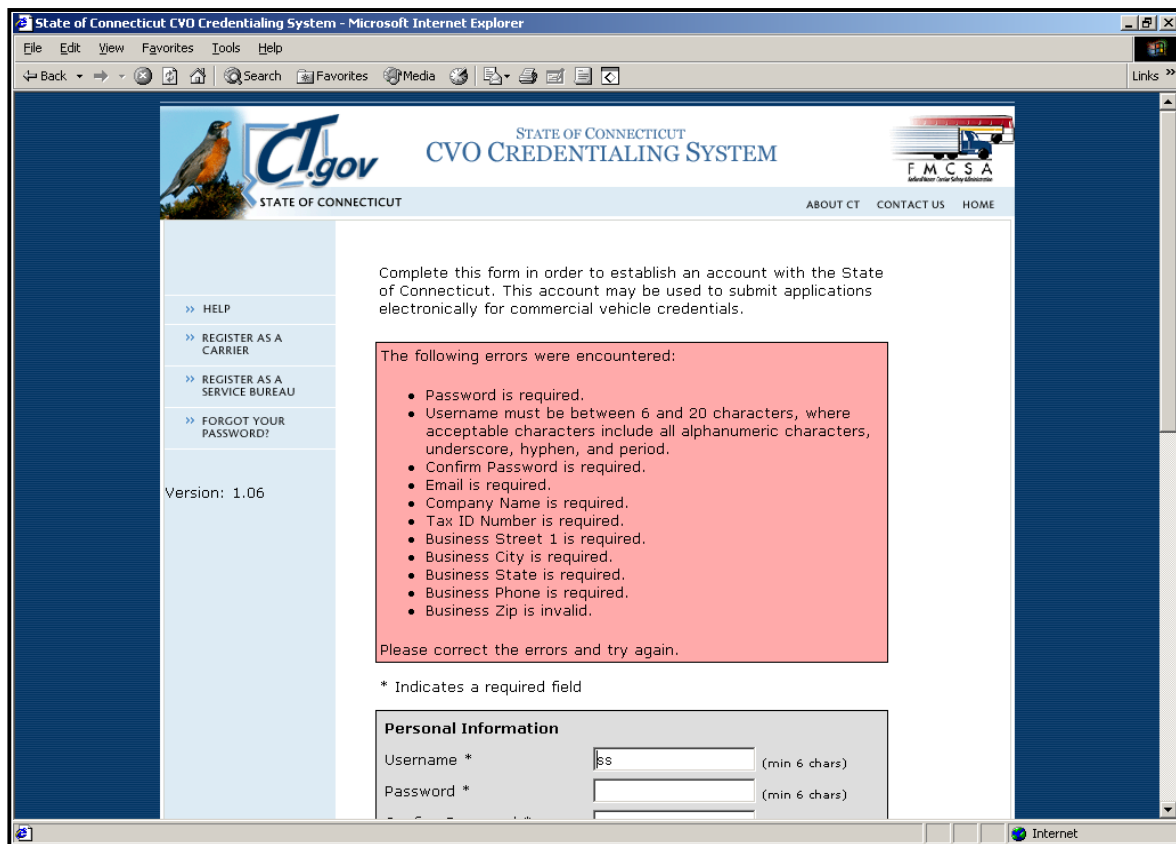 State of Connecticut CVO Credentialing System - Microsoft Internet Explorer
File Edit View Favorites Tools Help
Back Search Favorites Media Links »
CT.gov
STATE OF CONNECTICUT
STATE OF CONNECTICUT
CVO CREDENTIALING SYSTEM
F M C S A
Federal Motor Carrier Safety Administration
ABOUT CT CONTACT US HOME
>> HELP
>> REGISTER AS A
CARRIER
>> REGISTER AS A
SERVICE BUREAU
>> FORGOT YOUR
PASSWORD?
Version: 1.06
Complete this form in order to establish an account with the State
of Connecticut. This account may be used to submit applications
electronically for commercial vehicle credentials.
The following errors were encountered:
• Password is required.
• Username must be between 6 and 20 characters, where
acceptable characters include all alphanumeric characters,
underscore, hyphen, and period.
• Confirm Password is required.
• Email is required.
• Company Name is required.
• Tax ID Number is required.
• Business Street 1 is required.
• Business City is required.
• Business State is required.
• Business Phone is required.
• Business Zip is invalid.
Please correct the errors and try again.
* Indicates a required field
Personal Information
Username * ss (min 6 chars)
Password * (min 6 chars)
Internet